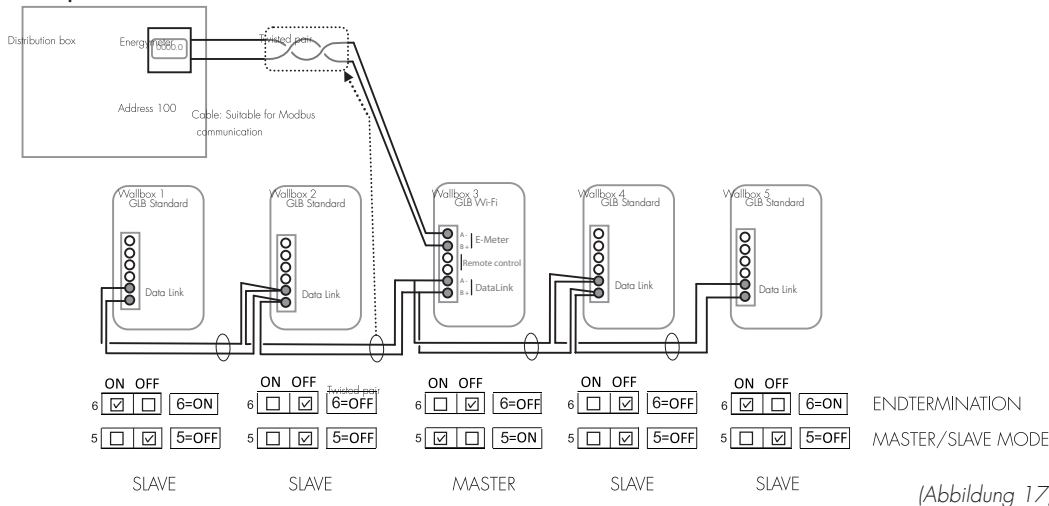 Distribution box
Energymeter
0000.0
Twisted pair
Address 100
Cable: Suitable for Modbus
communication
Wallbox 1
GLB Standard
Data Link
Wallbox 2
GLB Standard
Data Link
Wallbox 3
GLB Wi-Fi
A -
B +
E-Meter
Remote control
A -
B +
DataLink
Wallbox 4
GLB Standard
Data Link
Wallbox 5
GLB Standard
Data Link
Twisted pair
ON OFF ON OFF ON OFF ON OFF ON OFF
6 6=ON 6 6=OFF 6 6=OFF 6 6=OFF 6 6=ON ENDTERMINATION
5 5=OFF 5 5=OFF 5 5=ON 5 5=OFF 5 5=OFF MASTER/SLAVE MODE
SLAVE SLAVE MASTER SLAVE SLAVE
(Abbildung 17)